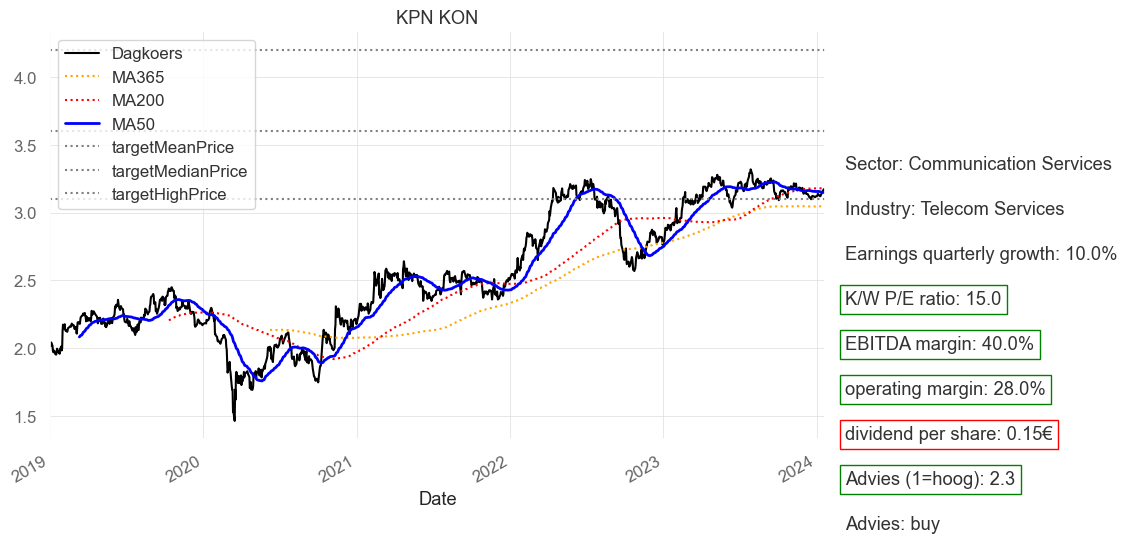 KPN KON
Dagkoers
MA365
MA200
MA50
targetMeanPrice
targetMedianPrice
targetHighPrice
4.0
3.5
3.0
2.5
2.0
1.5
2019
2020
2021
2022
2023
2024
Date
Sector: Communication Services
Industry: Telecom Services
Earnings quarterly growth: 10.0%
K/W P/E ratio: 15.0
EBITDA margin: 40.0%
operating margin: 28.0%
dividend per share: 0.15€
Advies (1=hoog): 2.3
Advies: buy